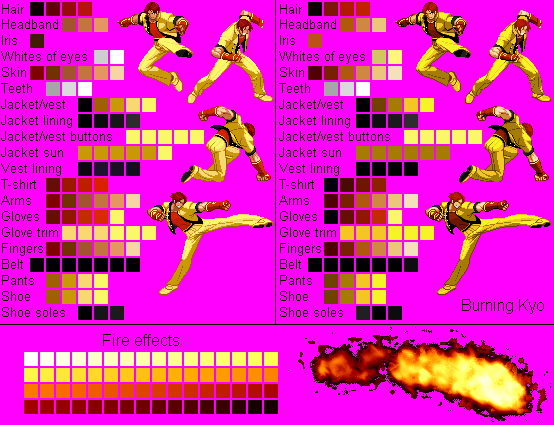 Hair
Headband
Iris
Whites of eyes
Skin
Teeth
Jacket/vest
Jacket lining
Jacket/vest buttons
Jacket sun
Vest lining
T-shirt
Arms
Gloves
Glove trim
Fingers
Belt
Pants
Shoe
Shoe soles
Hair
Headband
Iris
Whites of eyes
Skin
Teeth
Jacket/vest
Jacket lining
Jacket/vest buttons
Jacket sun
Vest lining
T-shirt
Arms
Gloves
Glove trim
Fingers
Belt
Pants
Shoe
Shoe soles
Burning Kyo
Fire effects